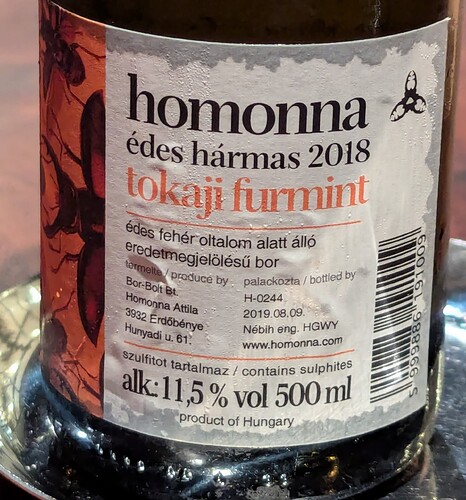 homonna
édes hármas 2018
tokaji furmint
édes fehér oltalom alatt álló
eredetmegjelölésű bor
termelte / produce by
Bor-Bolt Bt.
Homonna Attila
3932 Erdőbénye
Hunyadi u. 61.
palackozta / bottled by
H-0244
2019.08.09.
Nébih eng. HGWY
www.homonna.com
szulfitot tartalmaz / contains sulphites
alk: 11,5 % vol 500 ml
product of Hungary
5 999886 191009